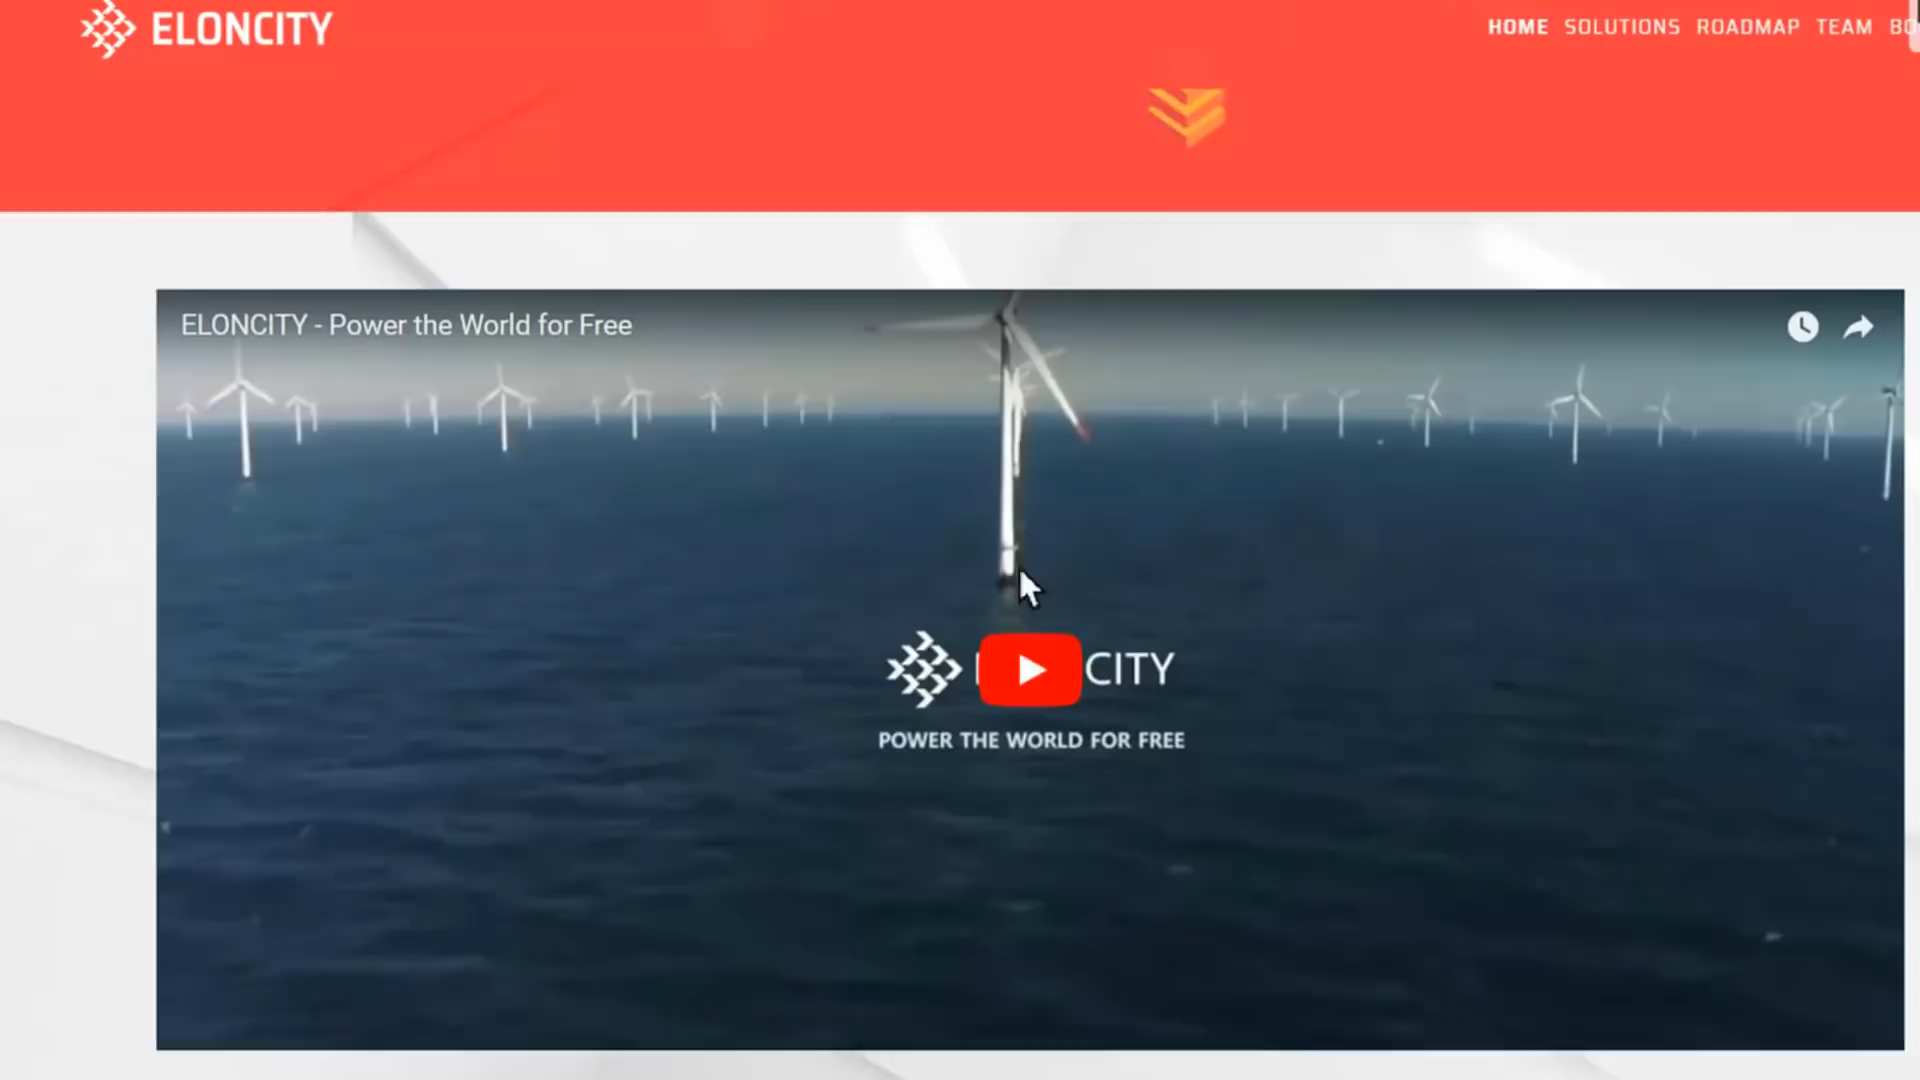 ELONCITY
HOME SOLUTIONS ROADMAP TEAM
ELONCITY - Power the World for Free
CITY
POWER THE WORLD FOR FREE